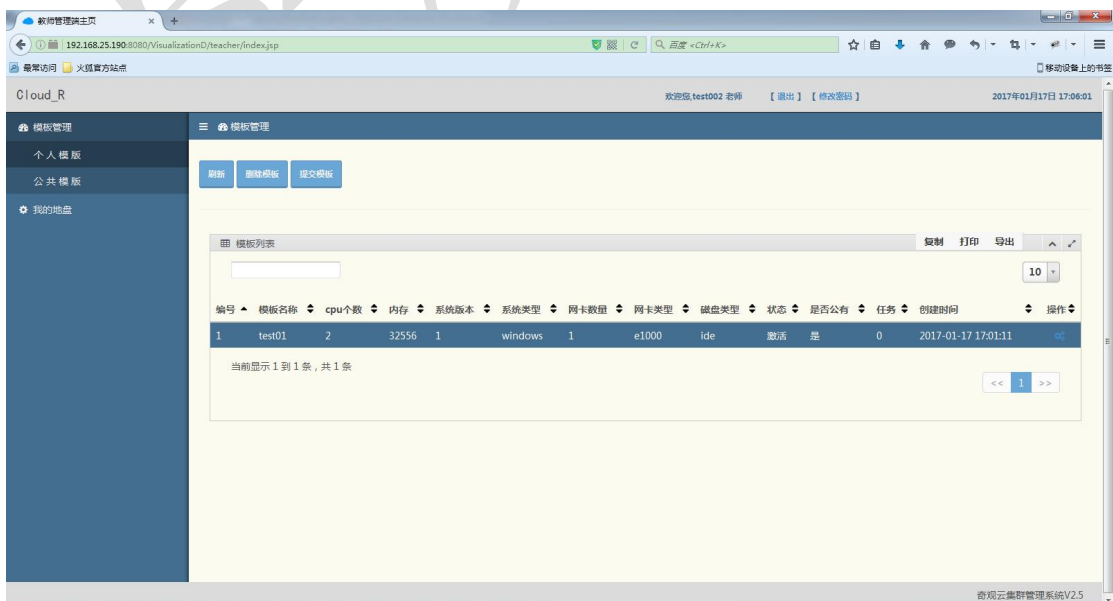 教师管理端主页 × +
192.168.25.190:8080/VisualizationD/teacher/index.jsp 百度 <Ctrl+K>
最常访问 火狐官方站点 移动设备上的书签
Cloud_R 欢迎您,test002 老师 【退出】 【修改密码】 2017年01月17日 17:06:01
模板管理 模板管理
个人模版
公共模版
我的地盘
刷新 删除模板 提交模板
模板列表 复制 打印 导出
10
编号 模板名称 cpu个数 内存 系统版本 系统类型 网卡数量 网卡类型 磁盘类型 状态 是否公有 任务 创建时间 操作
1 test01 2 32556 1 windows 1 e1000 ide 激活 是 0 2017-01-17 17:01:11
当前显示 1 到 1 条，共 1 条
<< 1 >>
奇观云集群管理系统V2.5